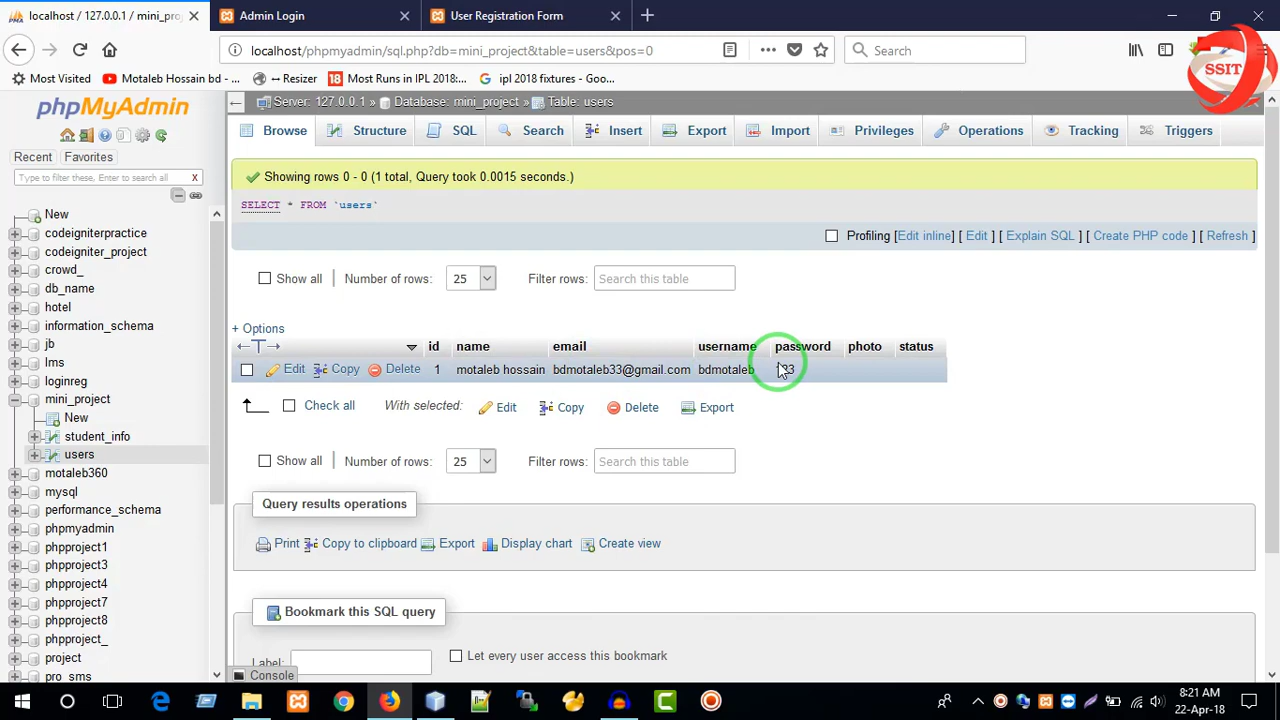 localhost / 127.0.0.1 / mini_pro
Admin Login
User Registration Form
localhost/phpmyadmin/sql.php?db=mini_project&table=users&pos=0
Search
Most Visited
Motaleb Hossain bd - ...
Resizer
18 Most Runs in IPL 2018:...
ipl 2018 fixtures - Goo...
SSIT
phpMyAdmin
Recent
Favorites
Type to filter these, Enter to search all
X
New
codeigniterpractice
codeigniter_project
crowd_
db_name
hotel
information_schema
jb
lms
loginreg
mini_project
New
student_info
users
motaleb360
mysql
performance_schema
phpmyadmin
phpproject1
phpproject3
phpproject4
phpproject7
phpproject8
phpproject_
project
pro_sms
Server: 127.0.0.1 » Database: mini_project » Table: users
Browse
Structure
SQL
Search
Insert
Export
Import
Privileges
Operations
Tracking
Triggers
Showing rows 0 - 0 (1 total, Query took 0.0015 seconds.)
SELECT * FROM `users`
Profiling [Edit inline] [ Edit ] [ Explain SQL ] [ Create PHP code ] [ Refresh ]
Show all
Number of rows: 25
Filter rows: Search this table
+ Options
id name email username password photo status
Edit Copy Delete 1 motaleb hossain bdmotaleb33@gmail.com bdmotaleb
Check all
With selected:
Edit
Copy
Delete
Export
Show all
Number of rows: 25
Filter rows: Search this table
Query results operations
Print
Copy to clipboard
Export
Display chart
Create view
Bookmark this SQL query
Label:
Let every user access this bookmark
Console
8:21 AM
22-Apr-18